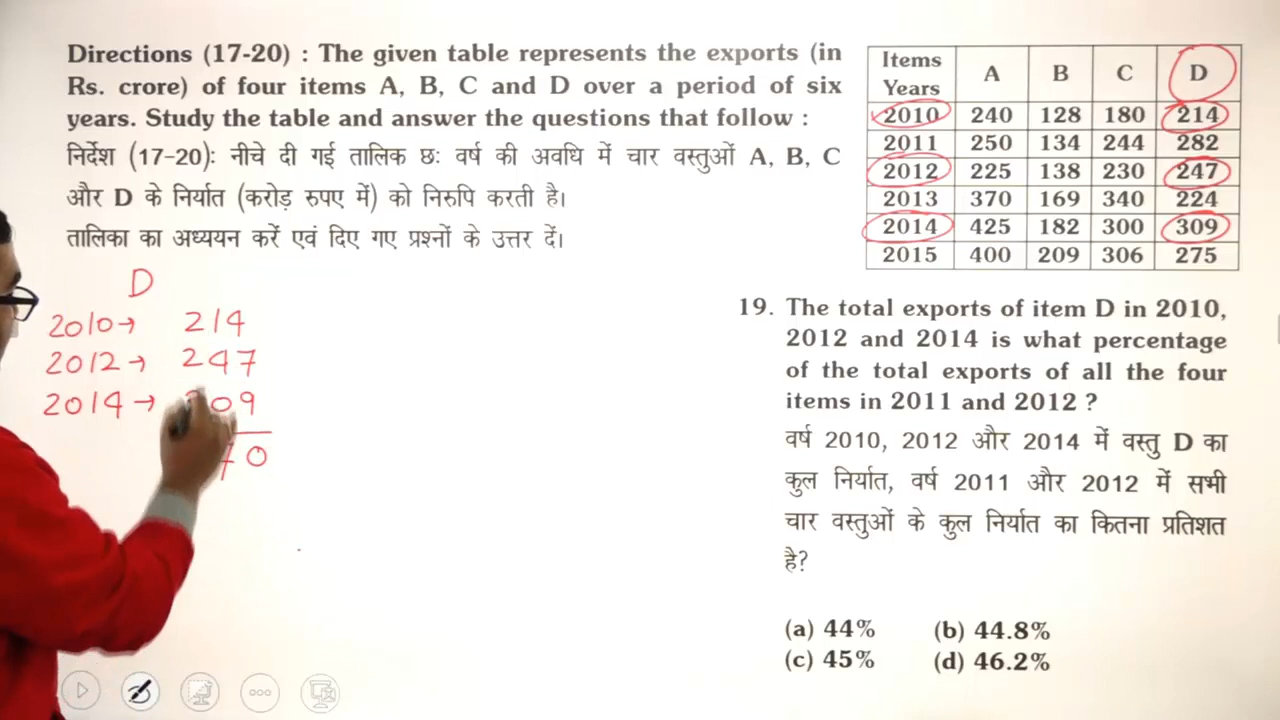 Directions (17-20) : The given table represents the exports (in
Rs. crore) of four items A, B, C and D over a period of six
years. Study the table and answer the questions that follow :
निर्देश (17-20): नीचे दी गई तालिक छः वर्ष की अवधि में चार वस्तुओं A, B, C
और D के निर्यात (करोड़ रुपए में) को निरुपि करती है।
तालिका का अध्ययन करें एवं दिए गए प्रश्नों के उत्तर दें।
Items
Years A B C D
2010 240 128 180 214
2011 250 134 244 282
2012 225 138 230 247
2013 370 169 340 224
2014 425 182 300 309
2015 400 209 306 275
D
2010→ 214
2012→ 247
2014→ 09
70
19. The total exports of item D in 2010,
2012 and 2014 is what percentage
of the total exports of all the four
items in 2011 and 2012 ?
वर्ष 2010, 2012 और 2014 में वस्तु D का
कुल निर्यात, वर्ष 2011 और 2012 में सभी
चार वस्तुओं के कुल निर्यात का कितना प्रतिशत
है?
(a) 44% (b) 44.8%
(c) 45% (d) 46.2%